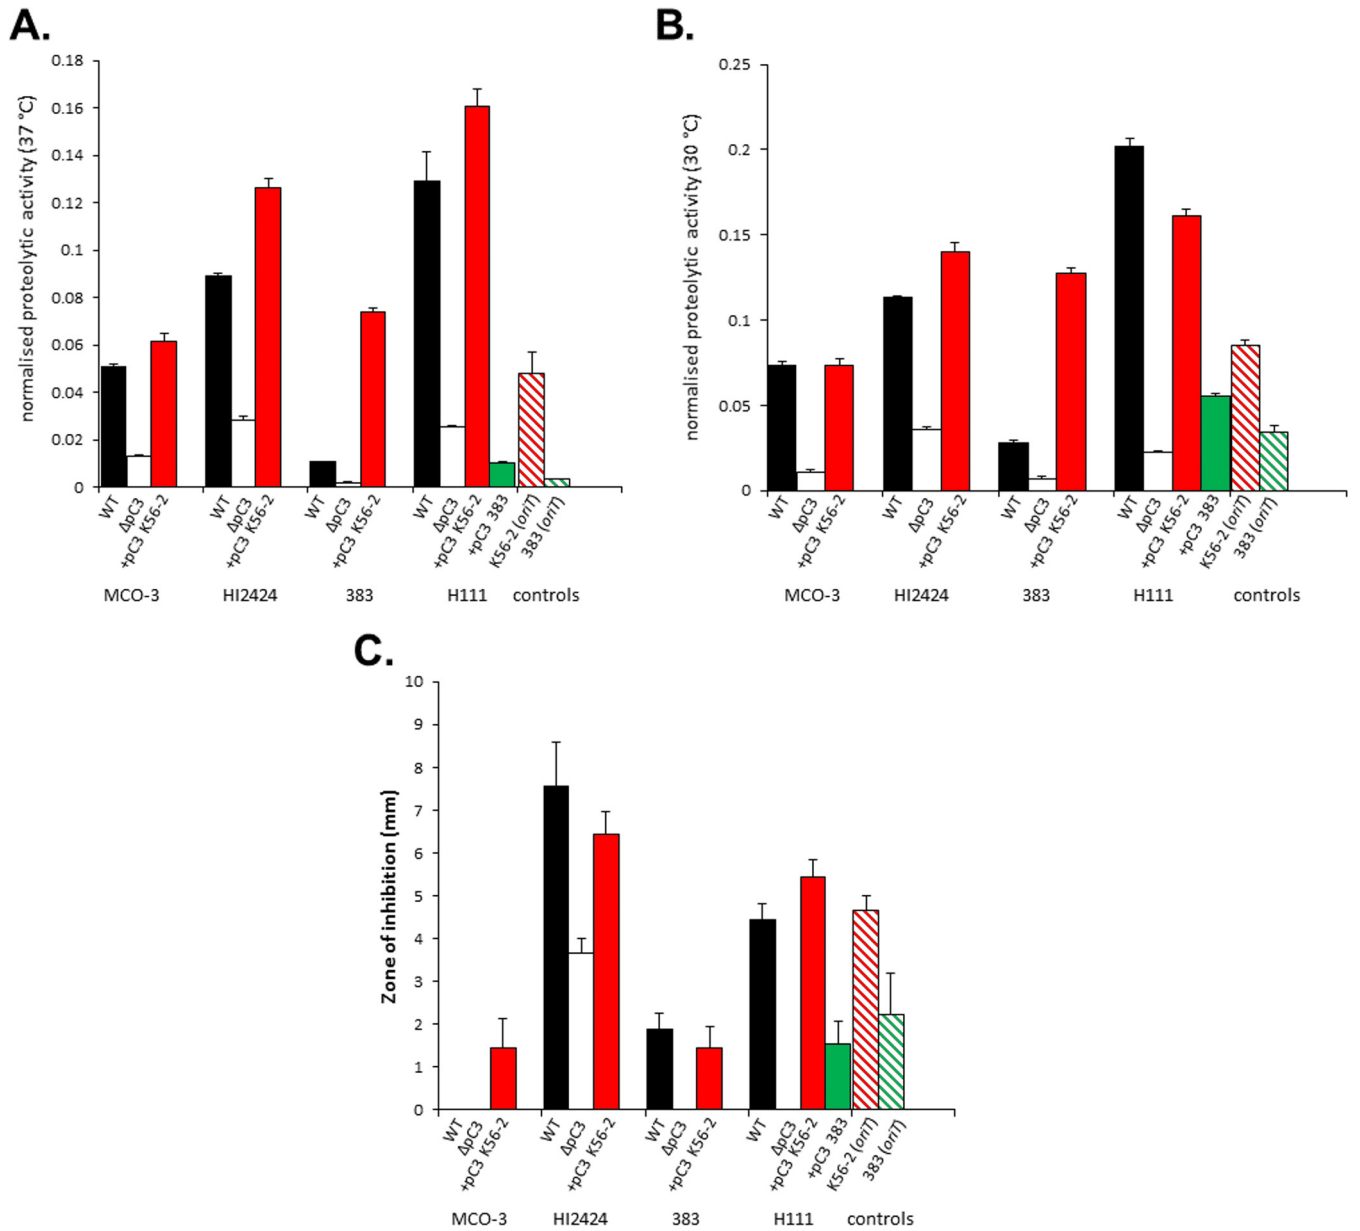 A.
normalised proteolytic activity (37 °C)
0.18
0.16
0.14
0.12
0.1
0.08
0.06
0.04
0.02
0
WT
ΔpC3
+pC3 K56-2
WT
ΔpC3
+pC3 K56-2
WT
ΔpC3
+pC3 K56-2
WT
ΔpC3
+pC3 K56-2
+pC3 383
K56-2 (oriT)
383 (oriT)
MCO-3
HI2424
383
H111
controls
B.
normalised proteolytic activity (30 °C)
0.25
0.2
0.15
0.1
0.05
0
WT
ΔpC3
+pC3 K56-2
WT
ΔpC3
+pC3 K56-2
WT
ΔpC3
+pC3 K56-2
WT
ΔpC3
+pC3 K56-2
+pC3 383
K56-2 (oriT)
383 (oriT)
MCO-3
HI2424
383
H111
controls
C.
Zone of inhibition (mm)
10
9
8
7
6
5
4
3
2
1
0
WT
ΔpC3
+pC3 K56-2
WT
ΔpC3
+pC3 K56-2
WT
ΔpC3
+pC3 K56-2
WT
ΔpC3
+pC3 K56-2
+pC3 383
K56-2 (oriT)
383 (oriT)
MCO-3
HI2424
383
H111
controls